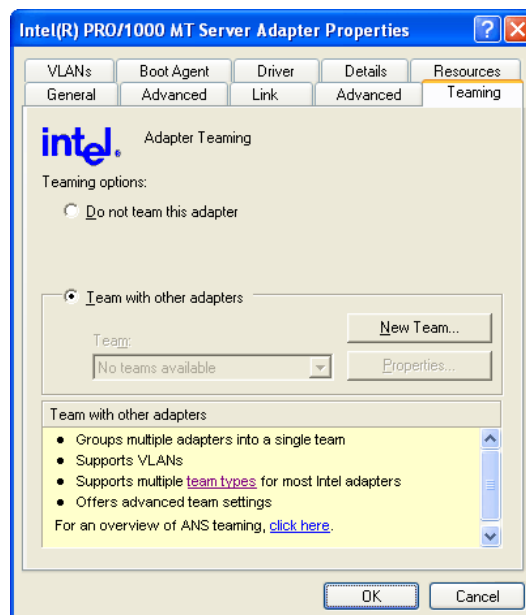 Intel(R) PRO/1000 MT Server Adapter Properties
VLANs Boot Agent Driver Details Resources
General Advanced Link Advanced Teaming
intel® Adapter Teaming
Teaming options:
Do not team this adapter
Team with other adapters
New Team...
Team:
No teams available
Properties...
Team with other adapters
• Groups multiple adapters into a single team
• Supports VLANs
• Supports multiple team types for most Intel adapters
• Offers advanced team settings
For an overview of ANS teaming, click here.
OK Cancel